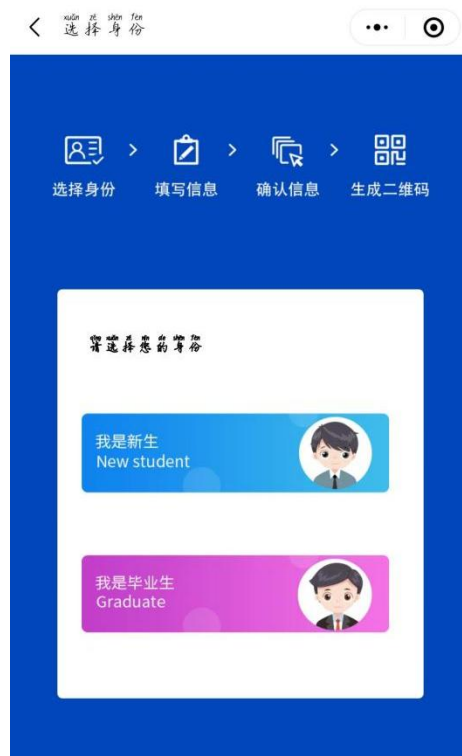 选择身份
选择身份
填写信息
确认信息
生成二维码
请选择您的身份
我是新生
New student
我是毕业生
Graduate